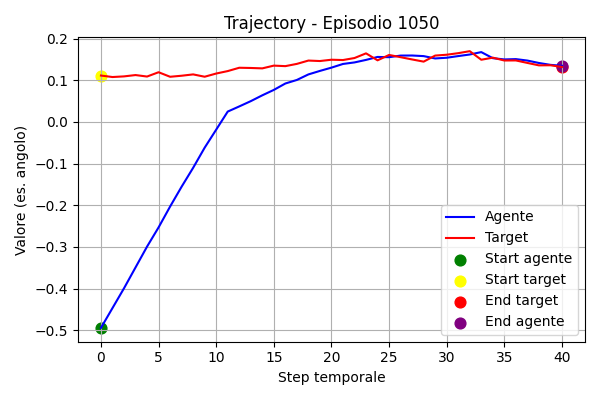 Trajectory - Episodio 1050
Valore (es. angolo)
0.2
0.1
0.0
−0.1
−0.2
−0.3
−0.4
−0.5
0 5 10 15 20 25 30 35 40
Step temporale
Agente
Target
Start agente
Start target
End target
End agente